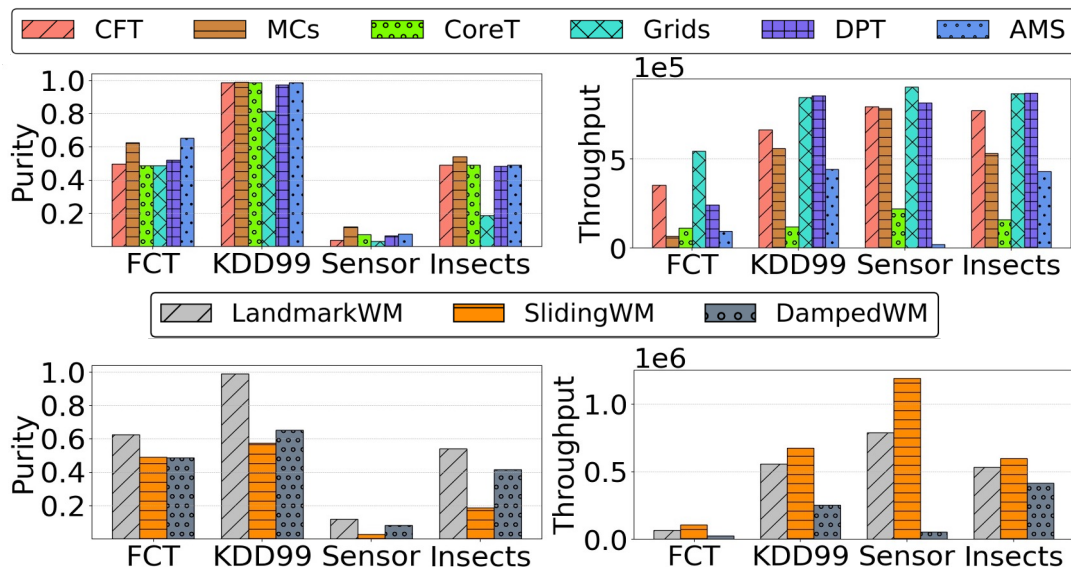 CFT MCs CoreT Grids DPT AMS
1e5
1.0
0.8
0.6
0.4
0.2
Purity
FCT KDD99 Sensor Insects
5
0
Throughput
FCT KDD99 Sensor Insects
LandmarkWM SlidingWM DampedWM
1e6
1.0
0.8
0.6
0.4
0.2
Purity
FCT KDD99 Sensor Insects
1.0
0.5
0.0
Throughput
FCT KDD99 Sensor Insects